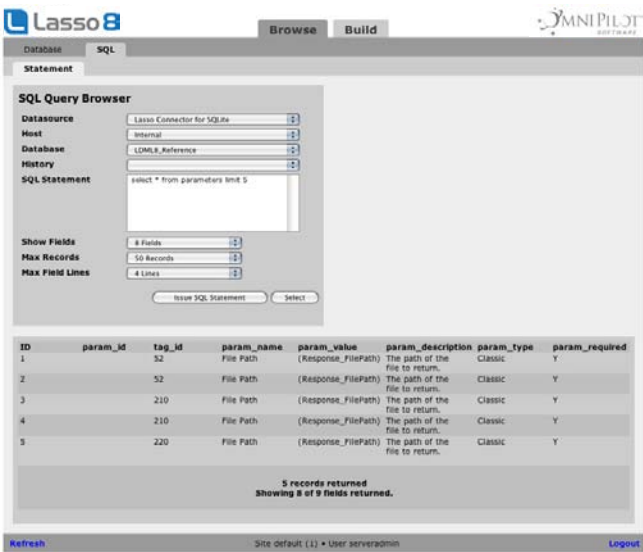 Lasso 8
Browse Build
OMNIPILOT
SOFTWARE
Database SQL
Statement
SQL Query Browser
Datasource Lasso Connector for SQLite
Host Internal
Database LDML8_Reference
History
SQL Statement select * from parameters limit 5
Show Fields 8 Fields
Max Records 50 Records
Max Field Lines 4 Lines
Issue SQL Statement Select
ID param_id tag_id param_name param_value param_description param_type param_required
1 52 File Path (Response_FilePath) The path of the Classic Y
file to return.
2 52 File Path (Response_FilePath) The path of the Classic Y
file to return.
3 210 File Path (Response_FilePath) The path of the Classic Y
file to return.
4 210 File Path (Response_FilePath) The path of the Classic Y
file to return.
5 220 File Path (Response_FilePath) The path of the Classic Y
file to return.
5 records returned
Showing 8 of 9 fields returned.
Refresh Site default (1) • User serveradmin Logout